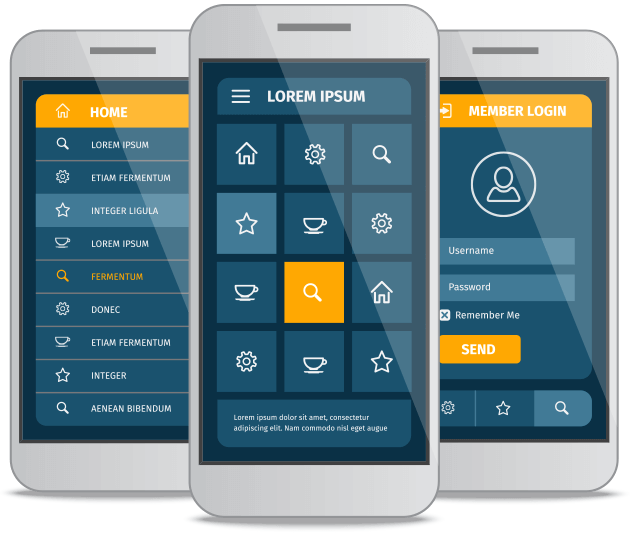 HOME
LOREM IPSUM
ETIAM FERMENTUM
INTEGER LIGULA
LOREM IPSUM
FERMENTUM
DONEC
ETIAM FERMENTUM
INTEGER
AENEAN BIBENDUM
LOREM IPSUM
Lorem ipsum dolor sit amet, consectetur
adipiscing elit. Nam commodo nisl eget augue
MEMBER LOGIN
Username
Password
Remember Me
SEND